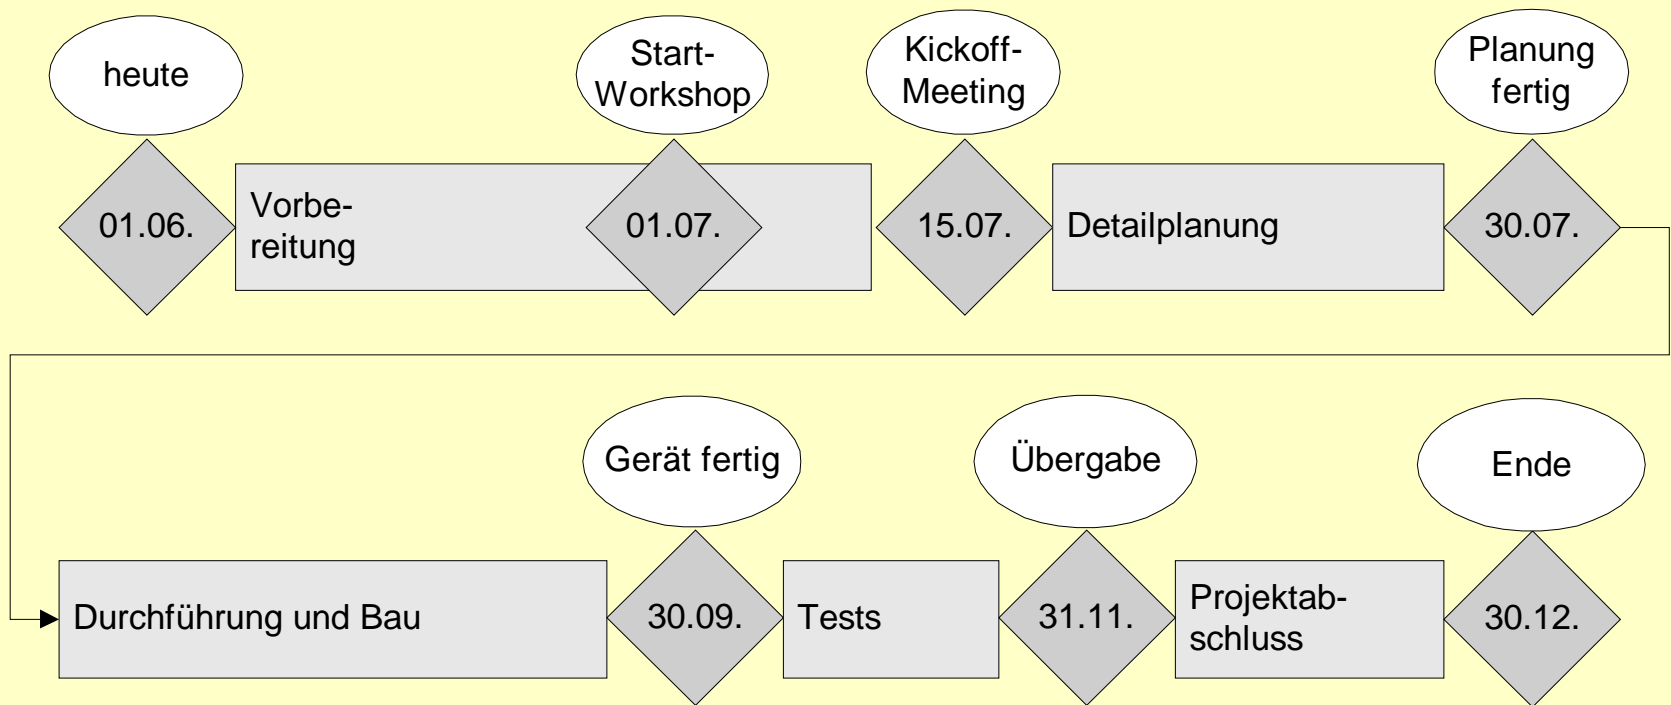 heute
Start-
Workshop
Kickoff-
Meeting
Planung
fertig
01.06.
Vorbe-
reitung
01.07.
15.07.
Detailplanung
30.07.
Gerät fertig
Übergabe
Ende
Durchführung und Bau
30.09.
Tests
31.11.
Projektab-
schluss
30.12.